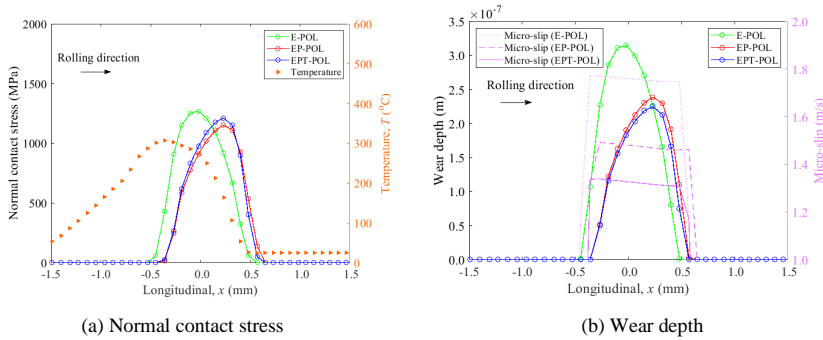 2000
1500
1000
500
0
Normal contact stress (MPa)
Rolling direction
E-POL
EP-POL
EPT-POL
Temperature
600
500
400
300
200
100
0
Temperature, T (°C)
-1.5
-1.0
-0.5
0.0
0.5
1.0
1.5
Longitudinal, x (mm)
(a) Normal contact stress
×10⁻⁷
3.5
3.0
2.5
2.0
1.5
1.0
0.5
0.0
Wear depth (m)
Micro-slip (E-POL)
Micro-slip (EP-POL)
Micro-slip (EPT-POL)
Rolling direction
E-POL
EP-POL
EPT-POL
2.0
1.8
1.6
1.4
1.2
1.0
Micro-slip (m/s)
-1.5
-1.0
-0.5
0.0
0.5
1.0
1.5
Longitudinal, x (mm)
(b) Wear depth